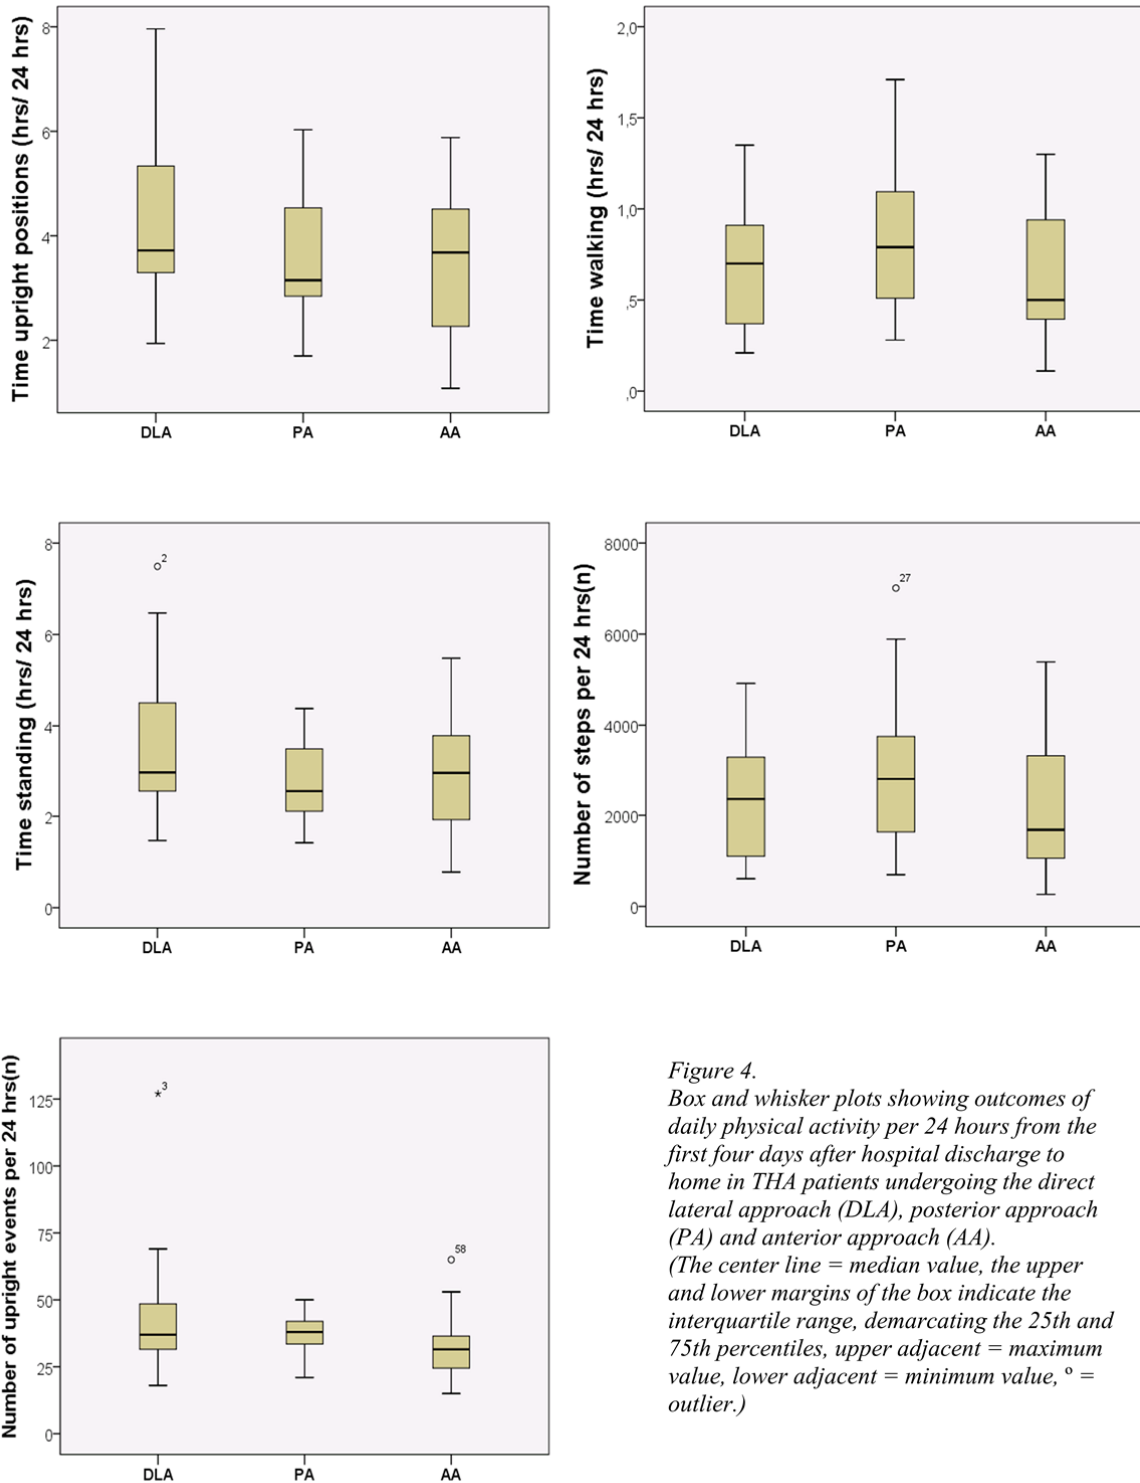 Time upright positions (hrs/ 24 hrs)
8
6
4
2
DLA PA AA
Time walking (hrs/ 24 hrs)
2,0
1,5
1,0
,5
,0
DLA PA AA
Time standing (hrs/ 24 hrs)
8
6
4
2
0
2
DLA PA AA
Number of steps per 24 hrs(n)
8000
6000
4000
2000
0
27
DLA PA AA
Number of upright events per 24 hrs(n)
125
100
75
50
25
0
3
58
DLA PA AA
Figure 4.
Box and whisker plots showing outcomes of
daily physical activity per 24 hours from the
first four days after hospital discharge to
home in THA patients undergoing the direct
lateral approach (DLA), posterior approach
(PA) and anterior approach (AA).
(The center line = median value, the upper
and lower margins of the box indicate the
interquartile range, demarcating the 25th and
75th percentiles, upper adjacent = maximum
value, lower adjacent = minimum value, º =
outlier.)